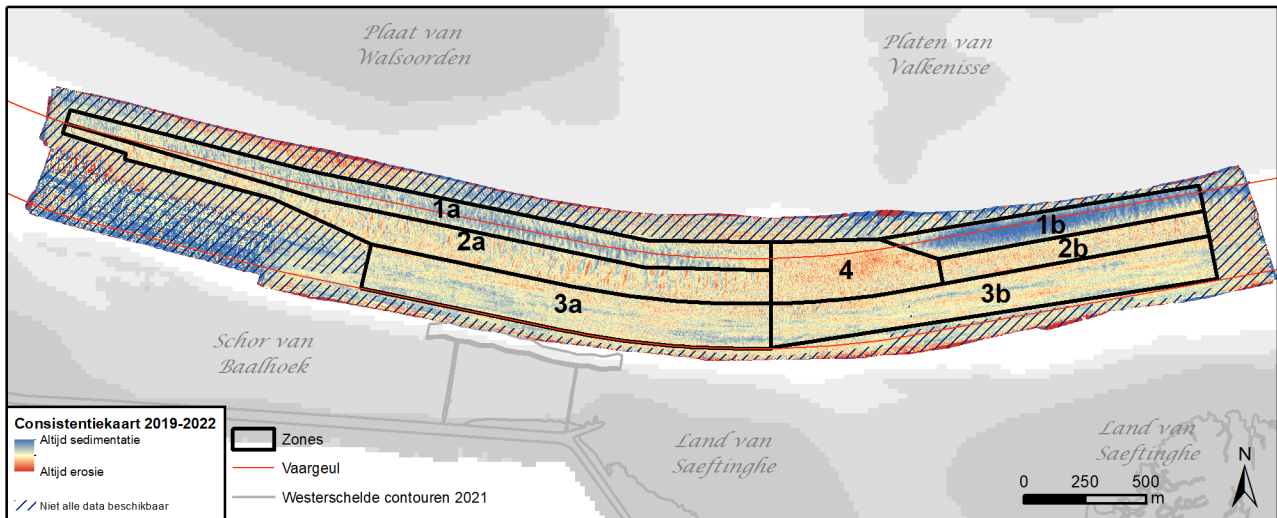 Plaat van
Walsoorden
Platen van
Valkenisse
1a
2a
3a
4
1b
2b
3b
Schor van
Baalhoek
Land van
Saeftinghe
Land van
Saeftinghe
Consistentiekaart 2019-2022
Altijd sedimentatie
Altijd erosie
Niet alle data beschikbaar
Zones
Vaargeul
Westerschelde contouren 2021
N
0 250 500
m